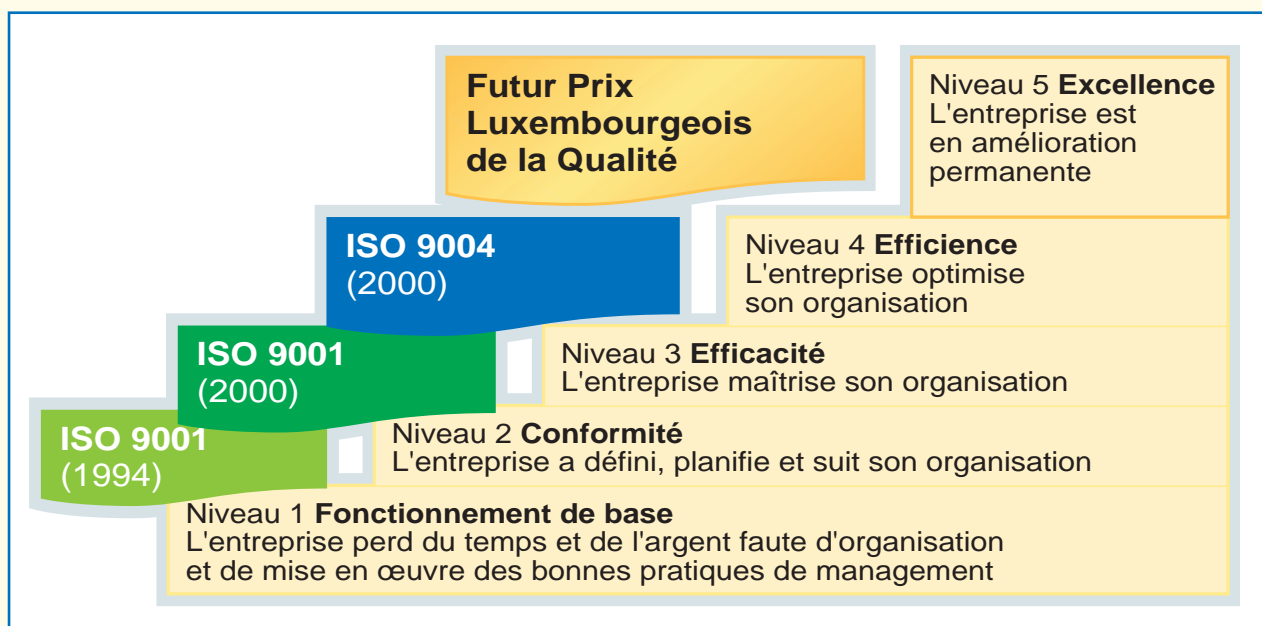 Futur Prix
Luxembourgeois
de la Qualité
Niveau 5 Excellence
L'entreprise est
en amélioration
permanente
ISO 9004
(2000)
Niveau 4 Efficience
L'entreprise optimise
son organisation
ISO 9001
(2000)
Niveau 3 Efficacité
L'entreprise maîtrise son organisation
ISO 9001
(1994)
Niveau 2 Conformité
L'entreprise a défini, planifie et suit son organisation
Niveau 1 Fonctionnement de base
L'entreprise perd du temps et de l'argent faute d'organisation
et de mise en œuvre des bonnes pratiques de management